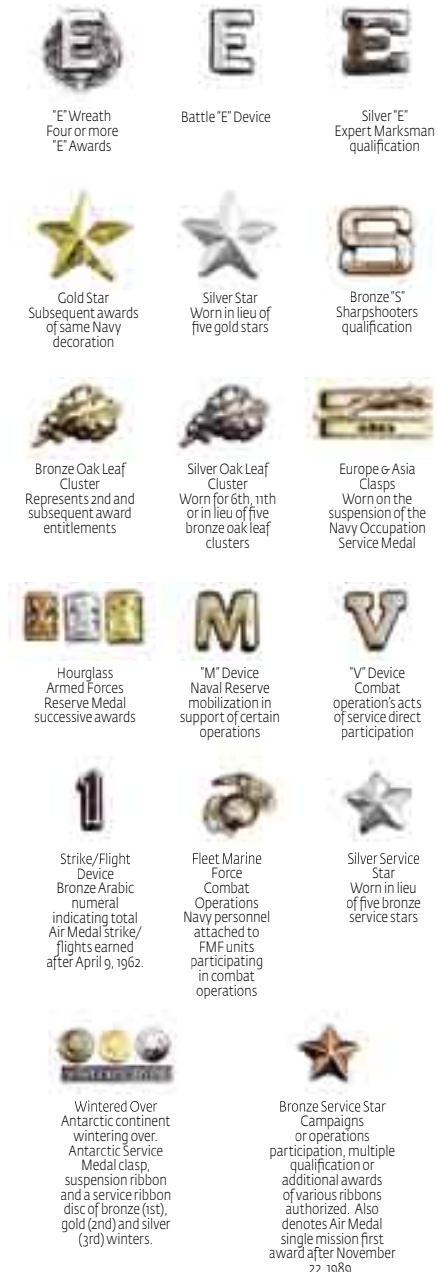 "E" Wreath
Four or more
"E" Awards
Battle "E" Device
Silver "E"
Expert Marksman
qualification
Gold Star
Subsequent awards
of same Navy
decoration
Silver Star
Worn in lieu of
five gold stars
Bronze "S"
Sharpshooters
qualification
Bronze Oak Leaf
Cluster
Represents 2nd and
subsequent award
entitlements
Silver Oak Leaf
Cluster
Worn for 6th, 11th
or in lieu of five
bronze oak leaf
clusters
Europe & Asia
Clasps
Worn on the
suspension of the
Navy Occupation
Service Medal
Hourglass
Armed Forces
Reserve Medal
successive awards
"M" Device
Naval Reserve
mobilization in
support of certain
operations
"V" Device
Combat
operation's acts
of service direct
participation
Strike/Flight
Device
Bronze Arabic
numeral
indicating total
Air Medal strike/
flights earned
after April 9, 1962.
Fleet Marine
Force
Combat
Operations
Navy personnel
attached to
FMF units
participating
in combat
operations
Silver Service
Star
Worn in lieu
of five bronze
service stars
Wintered Over
Antarctic continent
wintering over.
Antarctic Service
Medal clasp,
suspension ribbon
and a service ribbon
disc of bronze (1st),
gold (2nd) and silver
(3rd) winters.
Bronze Service Star
Campaigns
or operations
participation, multiple
qualification or
additional awards
of various ribbons
authorized. Also
denotes Air Medal
single mission first
award after November
22, 1989